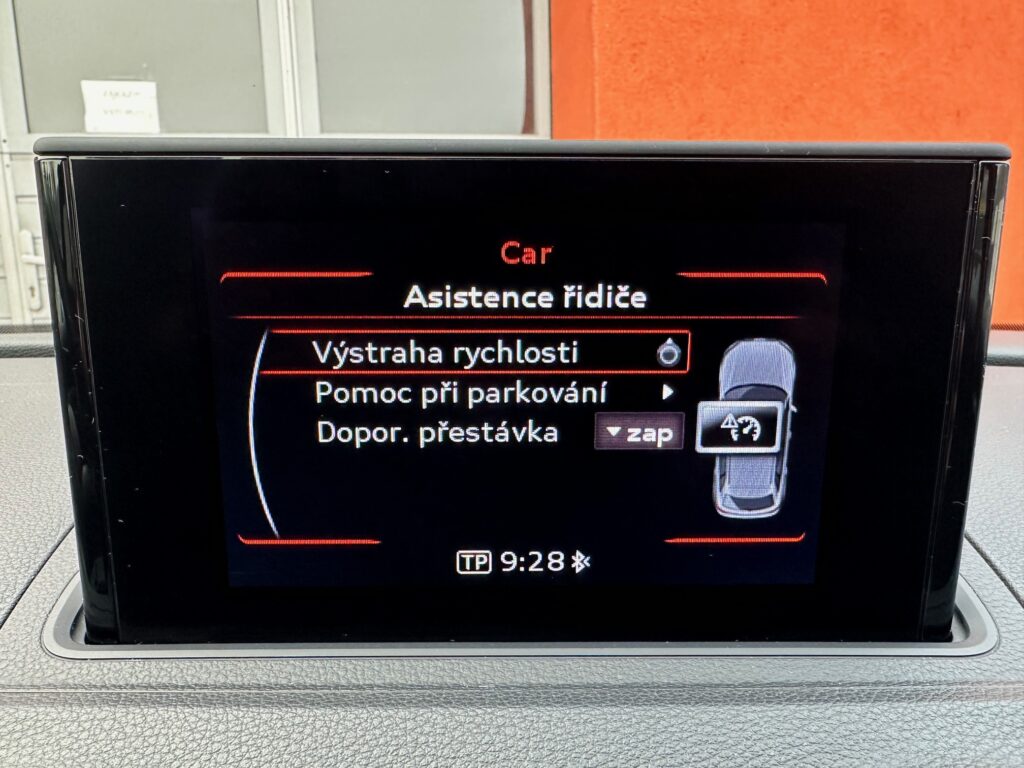 Car
Asistence řidiče
Výstraha rychlosti
Pomoc při parkování
Dopor. přestávka zap
TP 9:28